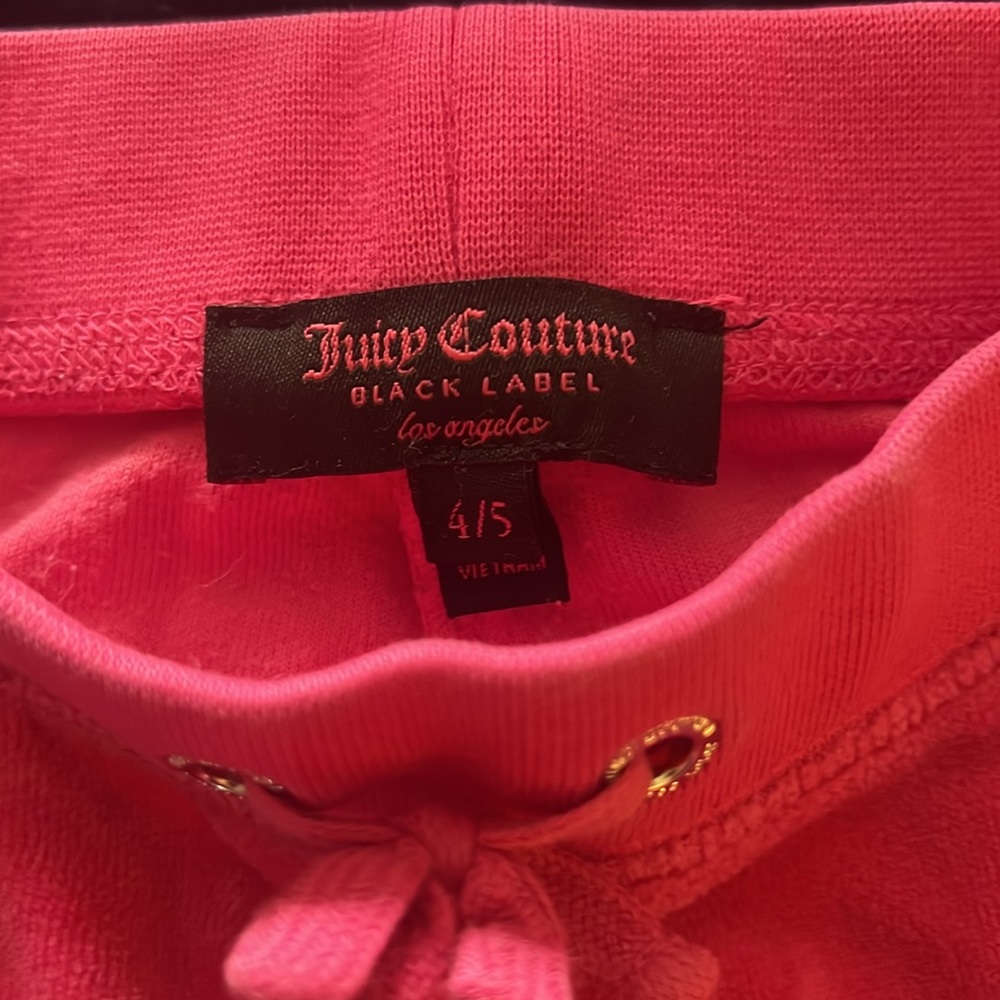 Juicy Couture
BLACK LABEL
los angeles
4/5
VIETNAM